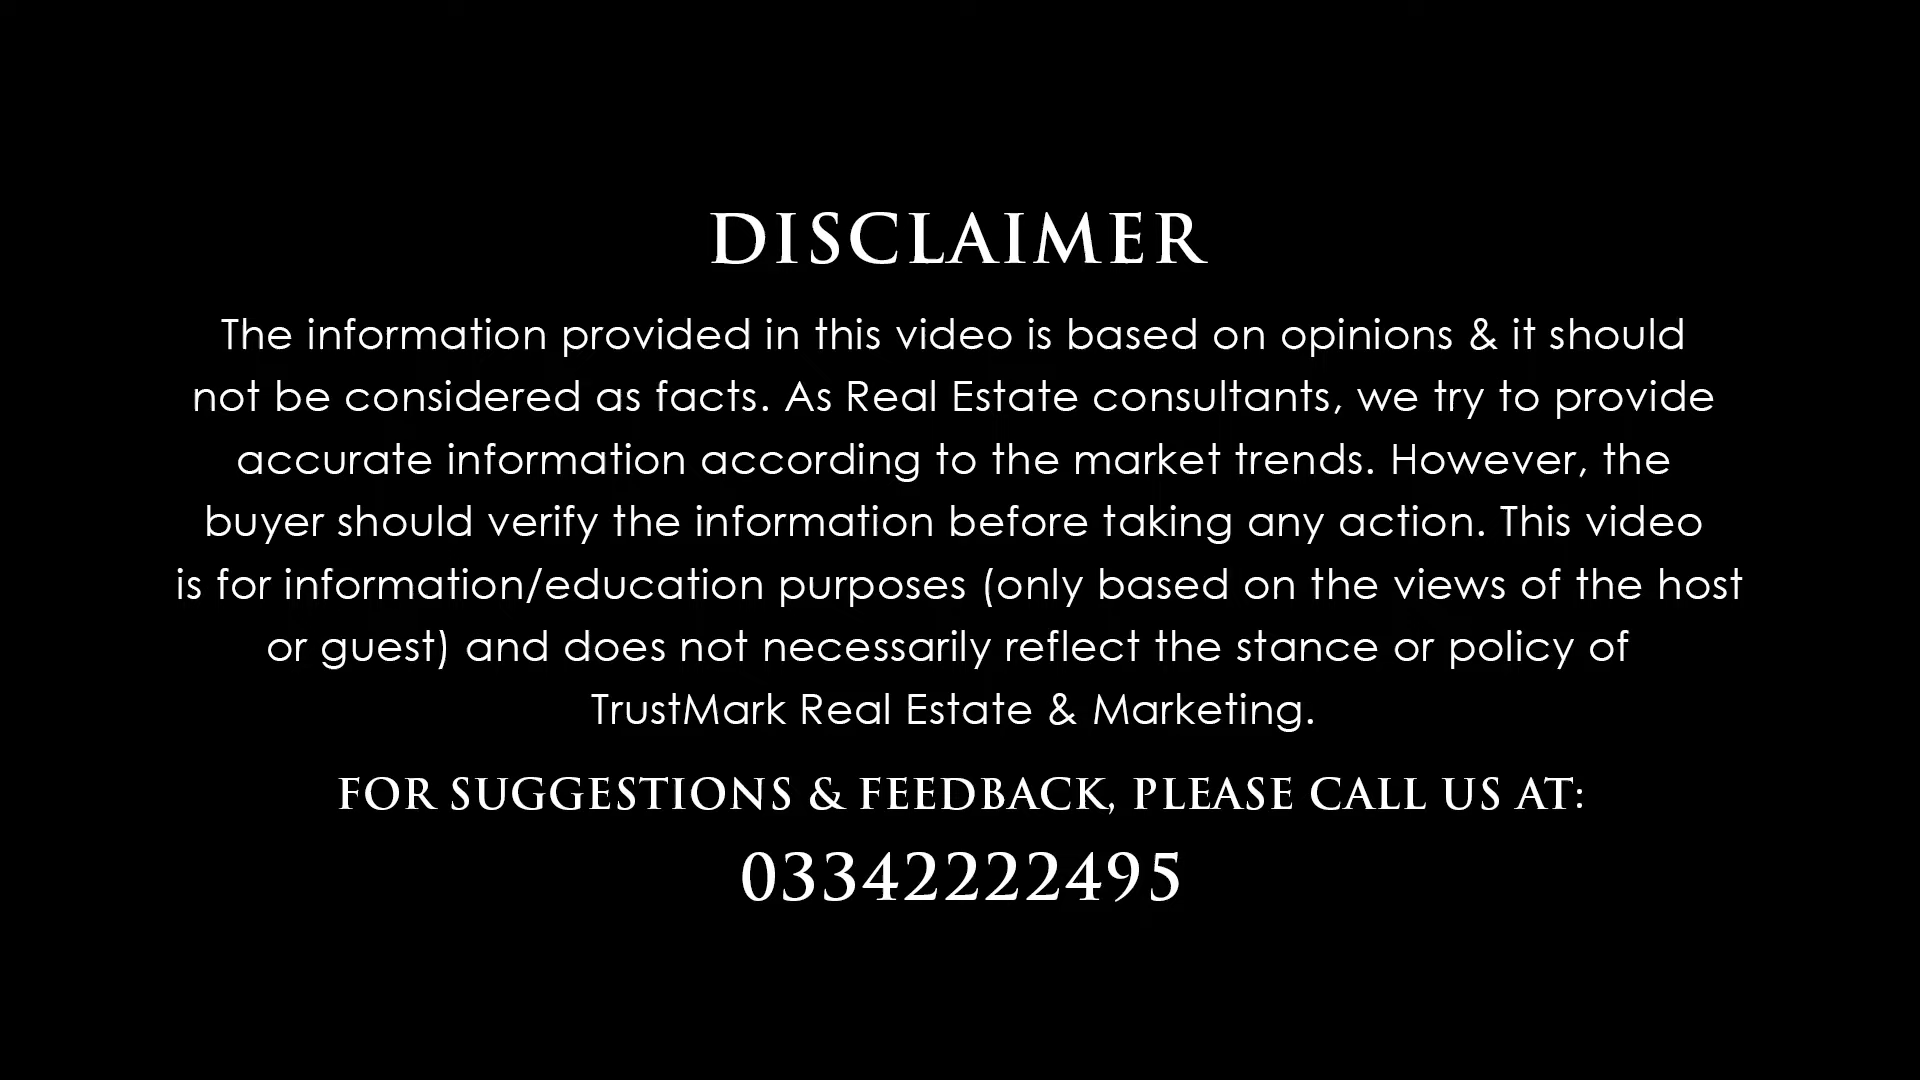 DISCLAIMER
The information provided in this video is based on opinions & it should
not be considered as facts. As Real Estate consultants, we try to provide
accurate information according to the market trends. However, the
buyer should verify the information before taking any action. This video
is for information/education purposes (only based on the views of the host
or guest) and does not necessarily reflect the stance or policy of
TrustMark Real Estate & Marketing.
FOR SUGGESTIONS & FEEDBACK, PLEASE CALL US AT:
03342222495